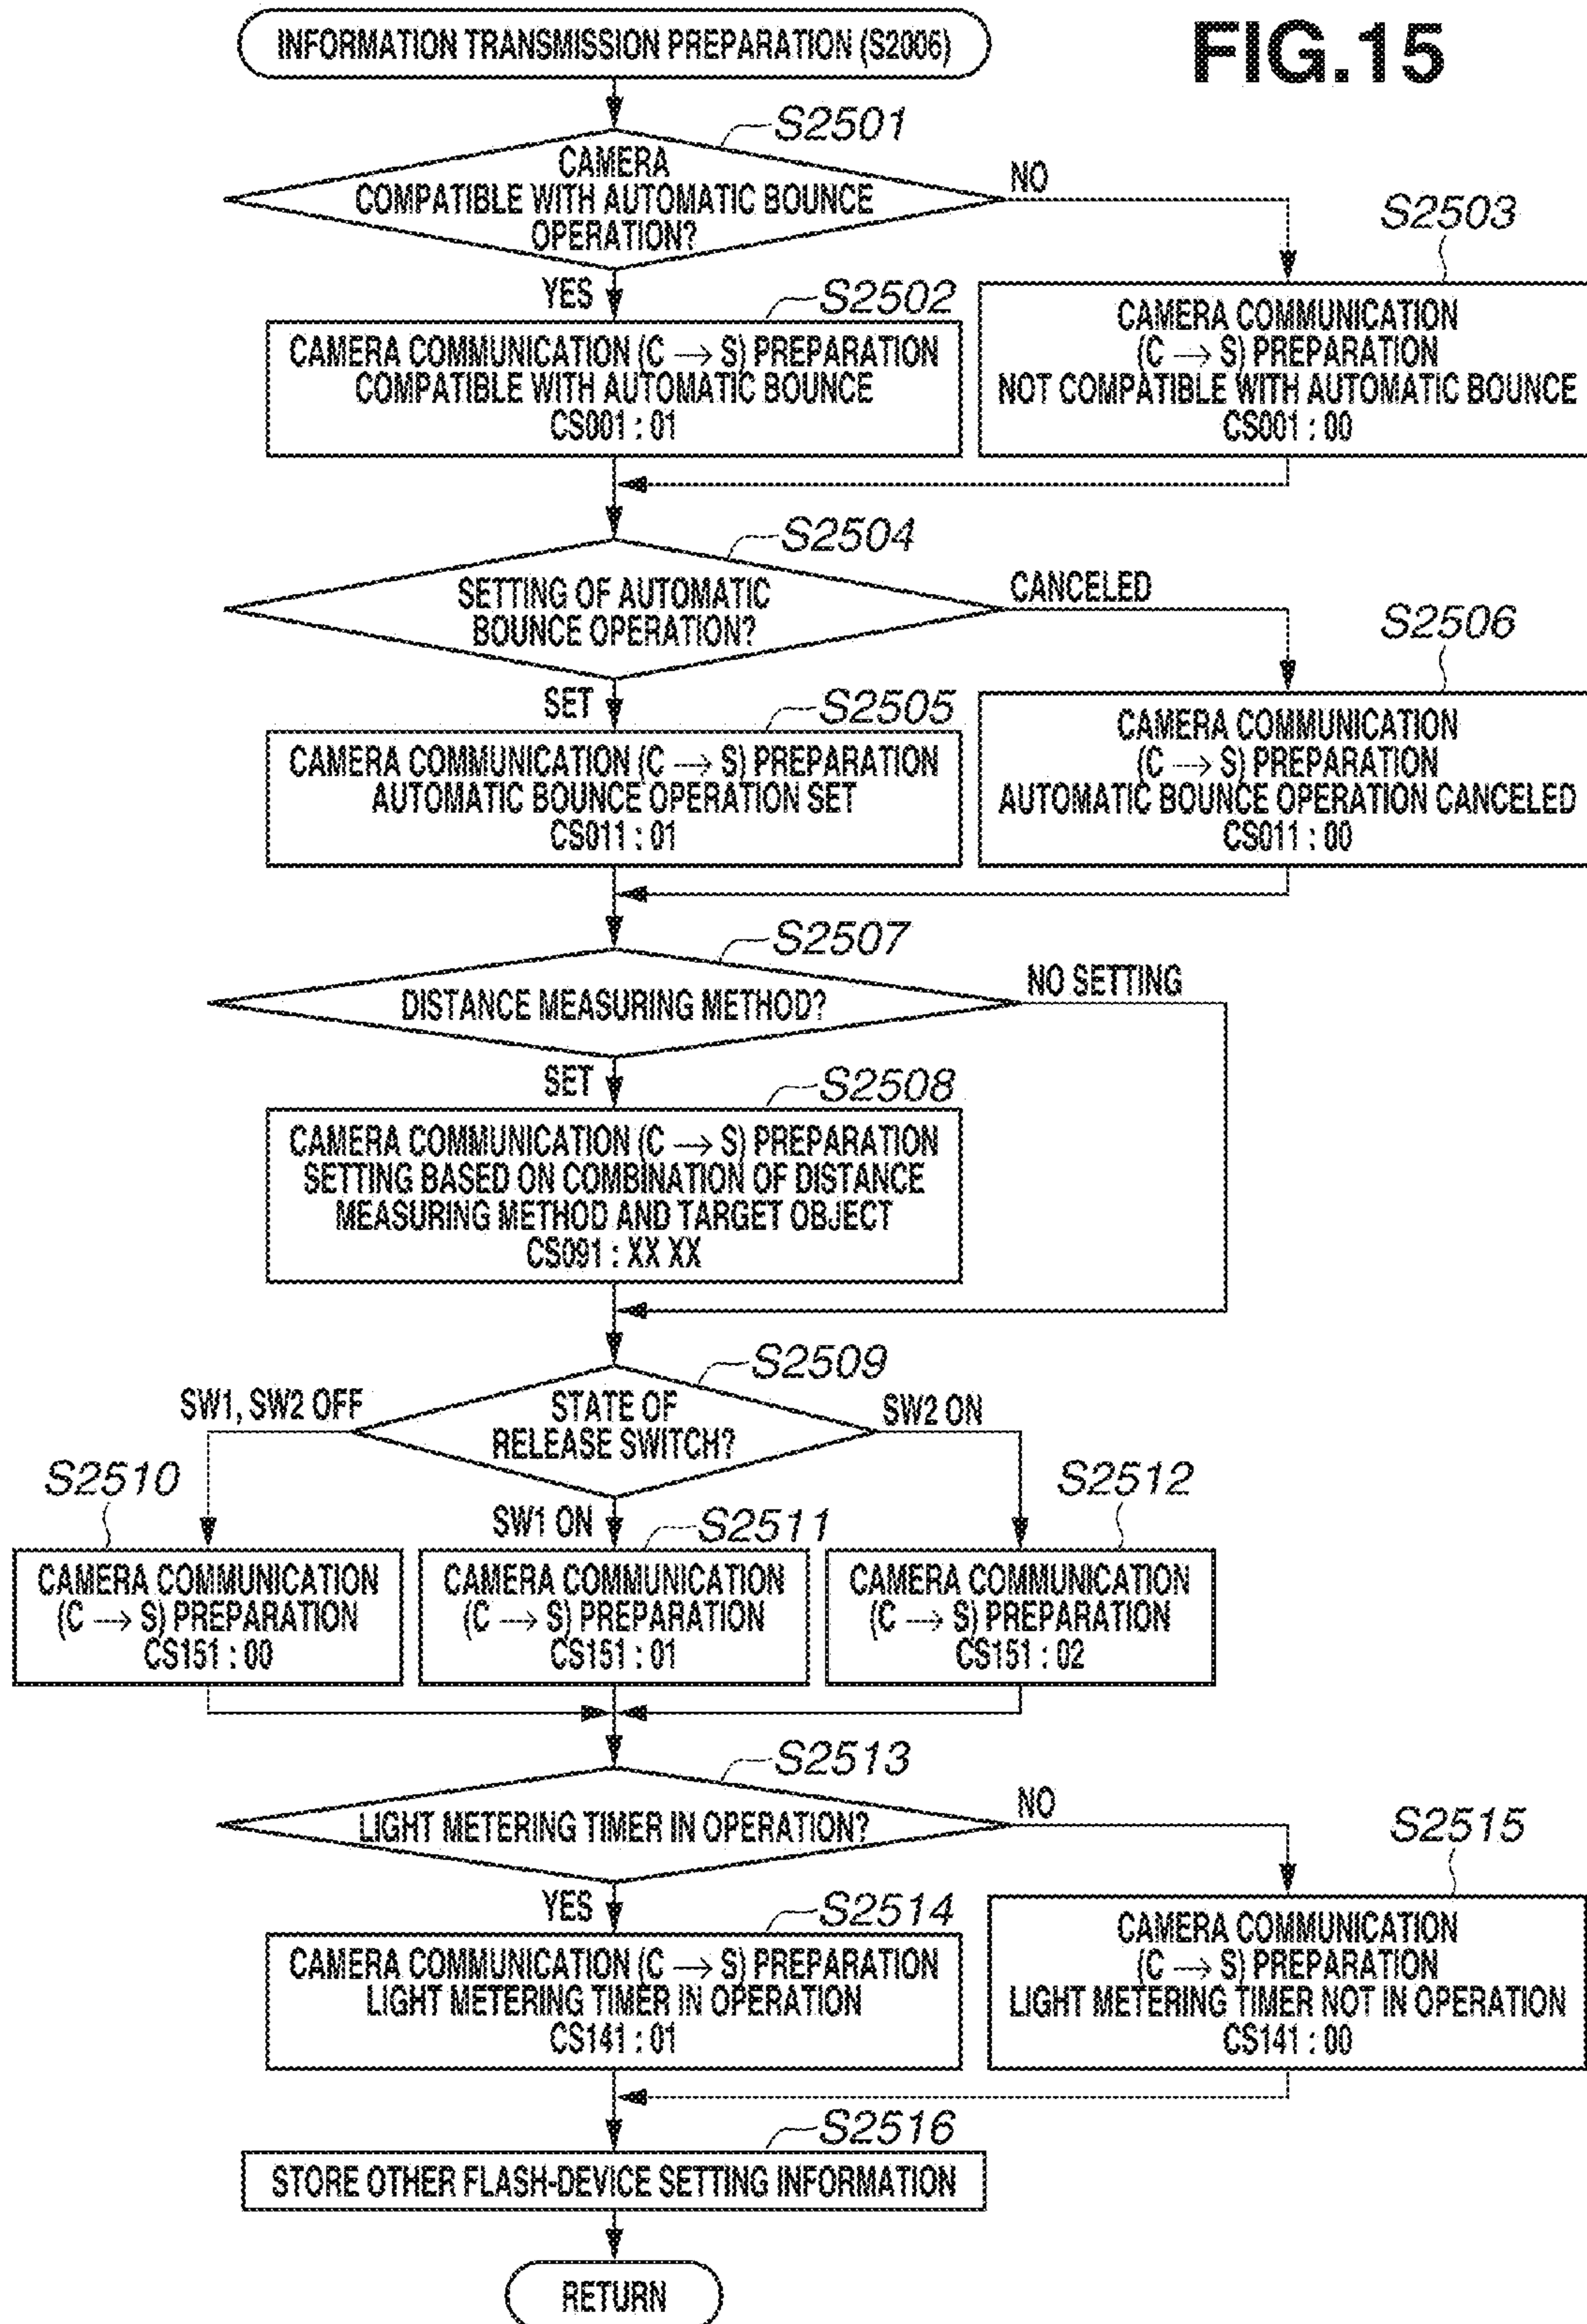 INFORMATION TRANSMISSION PREPARATION (S2006)
FIG.15
S2501
CAMERA
COMPATIBLE WITH AUTOMATIC BOUNCE
OPERATION?
NO
YES
S2502
CAMERA COMMUNICATION (C → S) PREPARATION
COMPATIBLE WITH AUTOMATIC BOUNCE
CS001 : 01
S2503
CAMERA COMMUNICATION
(C → S) PREPARATION
NOT COMPATIBLE WITH AUTOMATIC BOUNCE
CS001 : 00
S2504
SETTING OF AUTOMATIC
BOUNCE OPERATION?
CANCELED
SET
S2505
CAMERA COMMUNICATION (C → S) PREPARATION
AUTOMATIC BOUNCE OPERATION SET
CS011 : 01
S2506
CAMERA COMMUNICATION
(C → S) PREPARATION
AUTOMATIC BOUNCE OPERATION CANCELED
CS011 : 00
S2507
DISTANCE MEASURING METHOD?
NO SETTING
SET
S2508
CAMERA COMMUNICATION (C → S) PREPARATION
SETTING BASED ON COMBINATION OF DISTANCE
MEASURING METHOD AND TARGET OBJECT
CS091 : XX XX
S2509
STATE OF
RELEASE SWITCH?
SW1, SW2 OFF
SW1 ON
SW2 ON
S2510
CAMERA COMMUNICATION
(C → S) PREPARATION
CS151 : 00
S2511
CAMERA COMMUNICATION
(C → S) PREPARATION
CS151 : 01
S2512
CAMERA COMMUNICATION
(C → S) PREPARATION
CS151 : 02
S2513
LIGHT METERING TIMER IN OPERATION?
NO
YES
S2514
CAMERA COMMUNICATION (C → S) PREPARATION
LIGHT METERING TIMER IN OPERATION
CS141 : 01
S2515
CAMERA COMMUNICATION
(C → S) PREPARATION
LIGHT METERING TIMER NOT IN OPERATION
CS141 : 00
S2516
STORE OTHER FLASH-DEVICE SETTING INFORMATION
RETURN